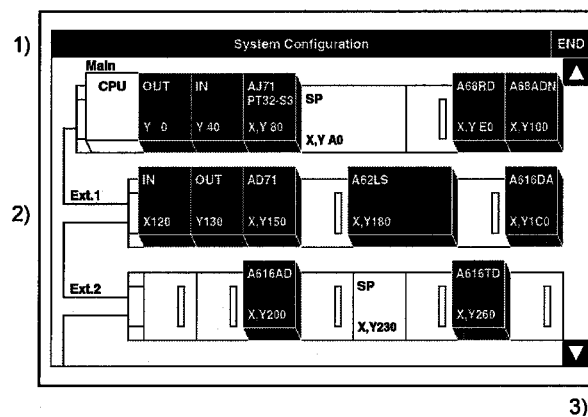 1)
System Configuration END
Main
CPU OUT IN AJ71 SP A68RD A68ADN
PT32-S3
Y 0 Y 40 X,Y 80 X,Y A0 X,Y E0 X,Y100
2)
Ext.1
IN OUT AD71 A62LS A616DA
X120 Y130 X,Y150 X,Y180 X,Y1C0
Ext.2
A616AD SP A616TD
X,Y200 X,Y230 X,Y260
3)